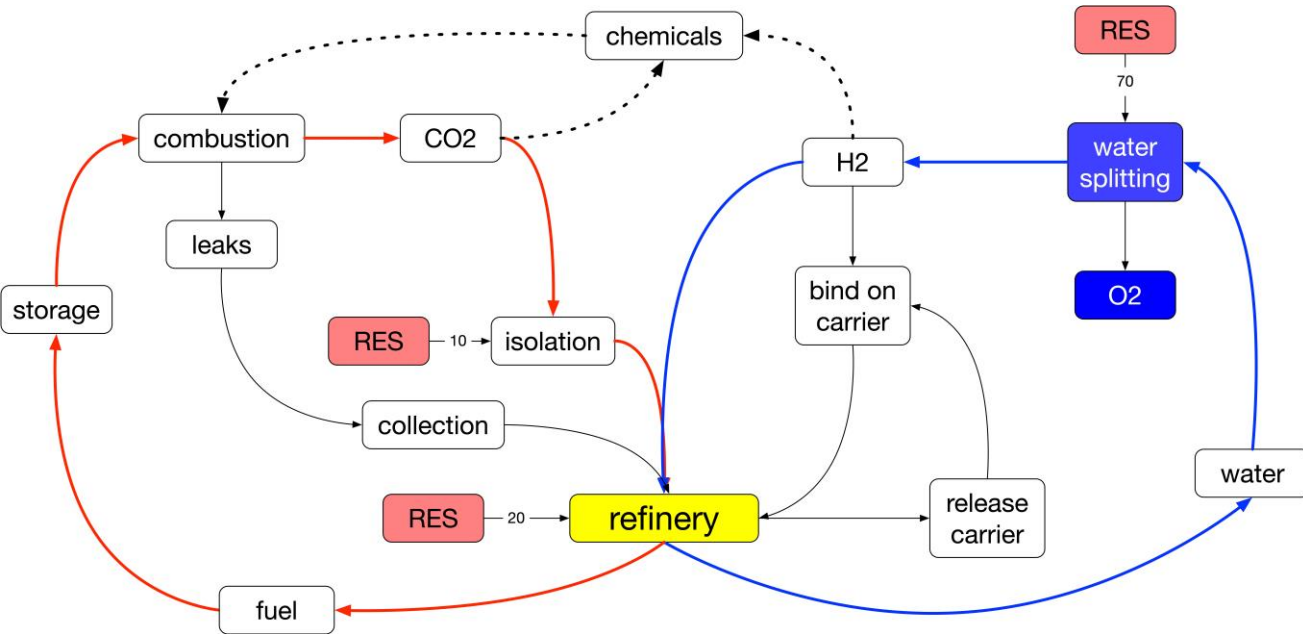 chemicals
RES
70
combustion
CO2
H2
water
splitting
leaks
storage
bind on
carrier
O2
RES
10
isolation
collection
water
RES
20
refinery
release
carrier
fuel